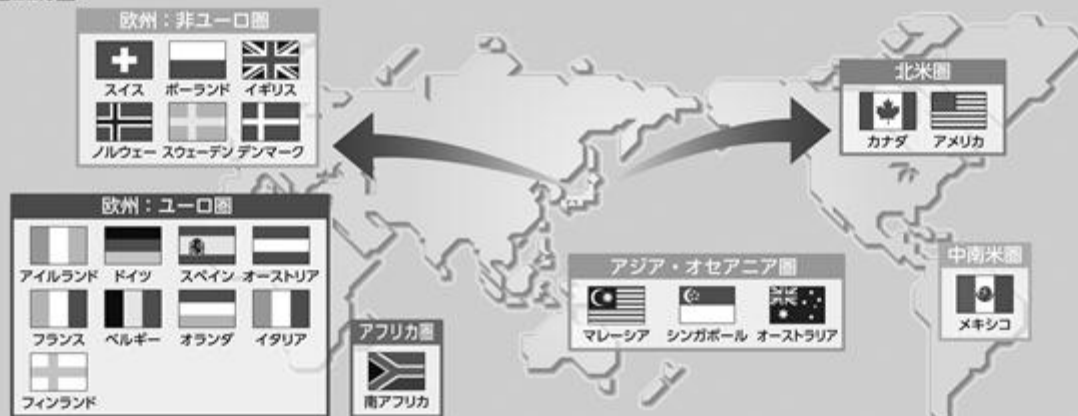 欧州：非ユーロ圏
スイス ポーランド イギリス
ノルウェー スウェーデン デンマーク
北米圏
カナダ アメリカ
欧州：ユーロ圏
アイルランド ドイツ スペイン オーストリア
フランス ベルギー オランダ イタリア
フィンランド
アフリカ圏
南アフリカ
アジア・オセアニア圏
マレーシア シンガポール オーストラリア
中南米圏
メキシコ